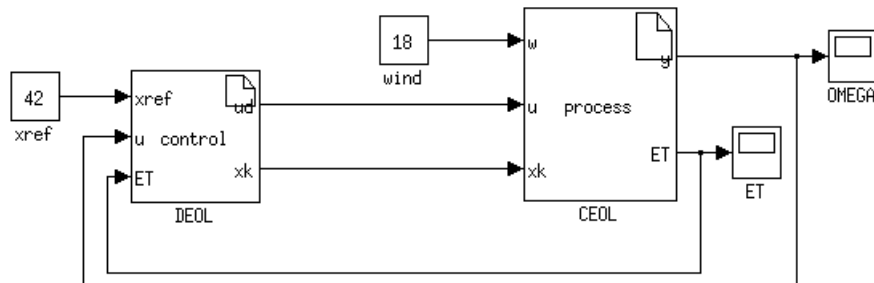 18
wind
42
xref
xref
u
control
ET
ud
xk
DEOL
w
u
xk
process
y
ET
CEOL
OMEGA
ET